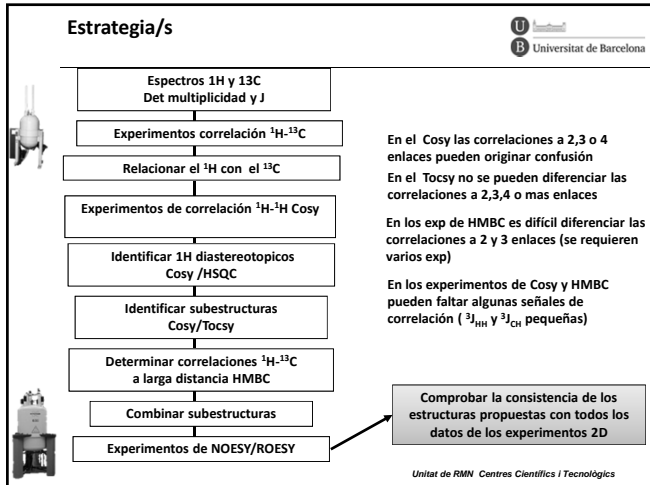 Estrategia/s
U
B Universitat de Barcelona
Espectros 1H y 13C
Det multiplicidad y J
Experimentos correlación ¹H-¹³C
Relacionar el ¹H con el ¹³C
Experimentos de correlación ¹H-¹H Cosy
Identificar 1H diastereotopicos
Cosy /HSQC
Identificar subestructuras
Cosy/Tocsy
Determinar correlaciones ¹H-¹³C
a larga distancia HMBC
Combinar subestructuras
Experimentos de NOESY/ROESY
En el Cosy las correlaciones a 2,3 o 4
enlaces pueden originar confusión
En el Tocsy no se pueden diferenciar las
correlaciones a 2,3,4 o mas enlaces
En los exp de HMBC es difícil diferenciar las
correlaciones a 2 y 3 enlaces (se requieren
varios exp)
En los experimentos de Cosy y HMBC
pueden faltar algunas señales de
correlación ( ³J_HH y ³J_CH pequeñas)
Comprobar la consistencia de los
estructuras propuestas con todos los
datos de los experimentos 2D
Unitat de RMN Centres Científics i Tecnològics